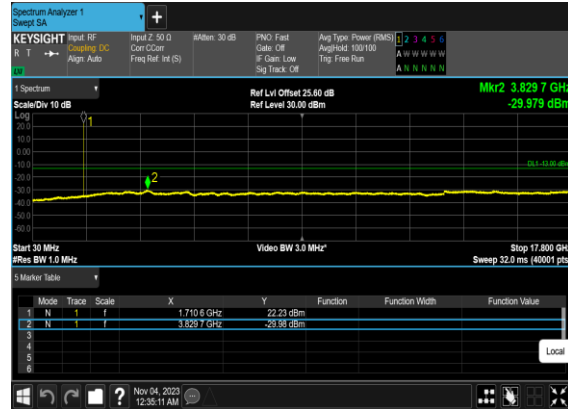 Spectrum Analyzer 1
Swept SA
+
KEYSIGHT Input: RF Input Z: 50 Ω #Atten: 30 dB PNO: Fast Avg Type: Power (RMS) 1 2 3 4 5 6
R T Coupling: DC Corr CCorr Gate: Off Avg|Hold: 100/100 A W W W W W
Align: Auto Freq Ref: Int (S) IF Gain: Low Trig: Free Run
Sig Track: Off A N N N N N
1 Spectrum Ref Lvl Offset 25.60 dB Mkr2 3.829 7 GHz
Scale/Div 10 dB Ref Level 30.00 dBm -29.979 dBm
Log
1
20.0
10.0
0.00
-10.0
DL1 -13.00 dBm
-20.0
2
-30.0
-40.0
-50.0
-60.0
Start 30 MHz Video BW 3.0 MHz* Stop 17.800 GHz
#Res BW 1.0 MHz Sweep 32.0 ms (40001 pts)
5 Marker Table
Mode Trace Scale X Y Function Function Width Function Value
1 N 1 f 1.710 6 GHz 22.23 dBm
2 N 1 f 3.829 7 GHz -29.98 dBm
3
4
5
6
Local
? Nov 04, 2023
12:35:11 AM